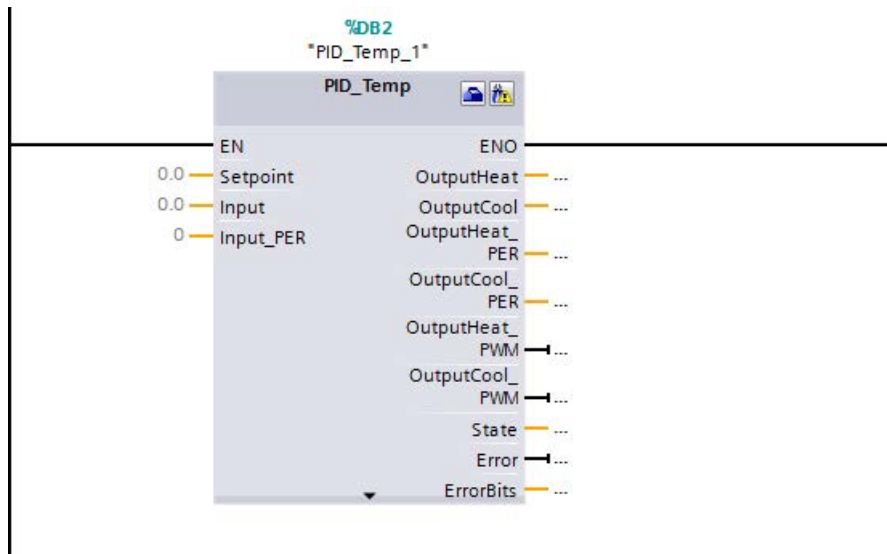 %DB2
"PID_Temp_1"
PID_Temp
EN ENO
0.0 Setpoint OutputHeat ...
0.0 Input OutputCool ...
0 Input_PER OutputHeat_
PER ...
OutputCool_
PER ...
OutputHeat_
PWM ...
OutputCool_
PWM ...
State ...
Error ...
ErrorBits ...